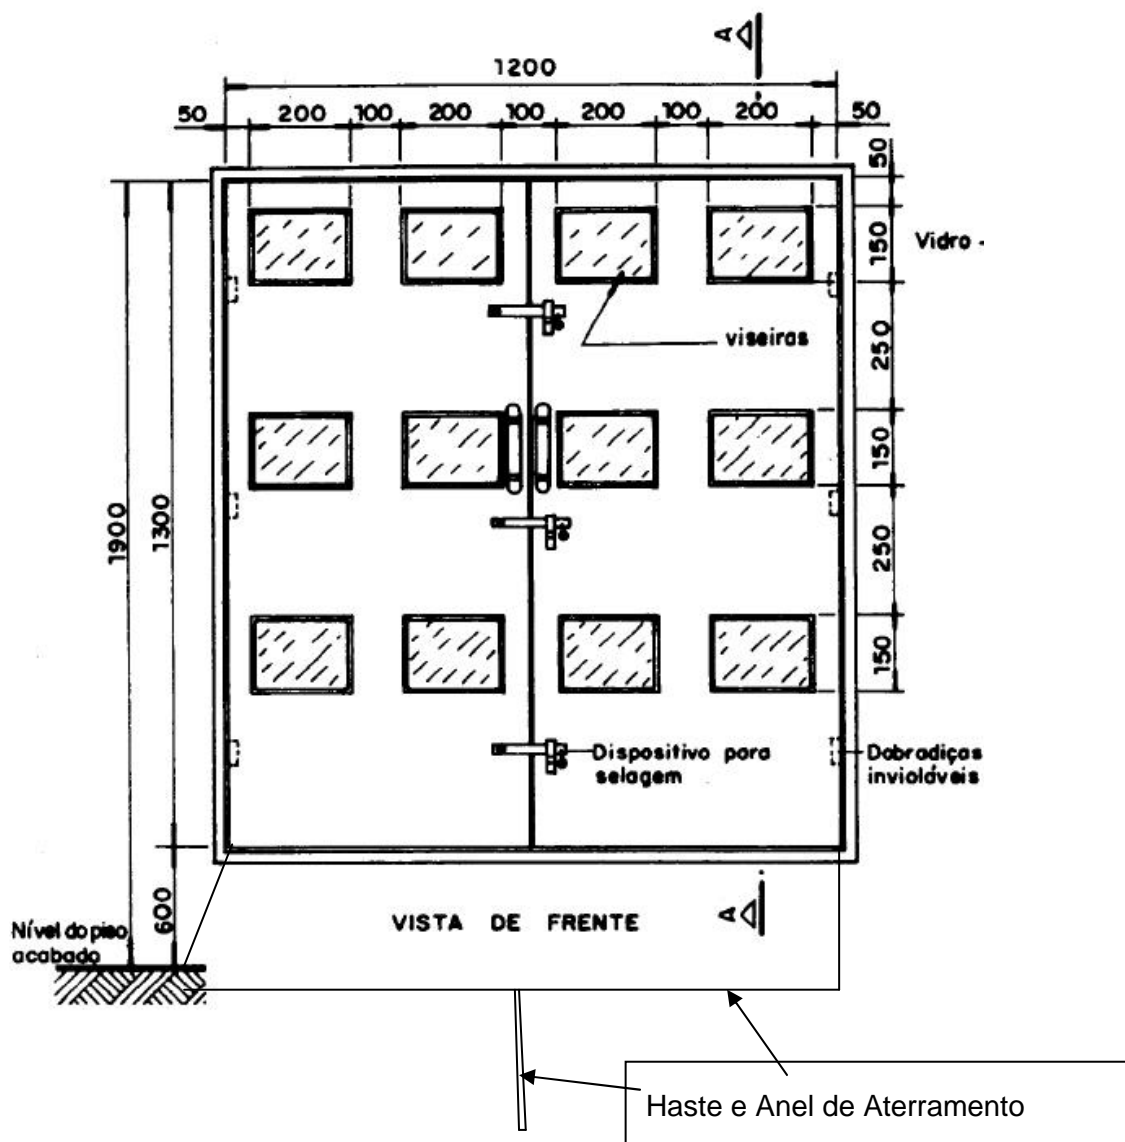 A
1200
50 200 100 200 100 200 100 200 50
50
150
Vidro -
250
viseiras
150
1900
1300
250
150
Dispositivo para
selagem
Dobradiças
invioláveis
600
Nível do piso
acabado
VISTA DE FRENTE
A
Haste e Anel de Aterramento